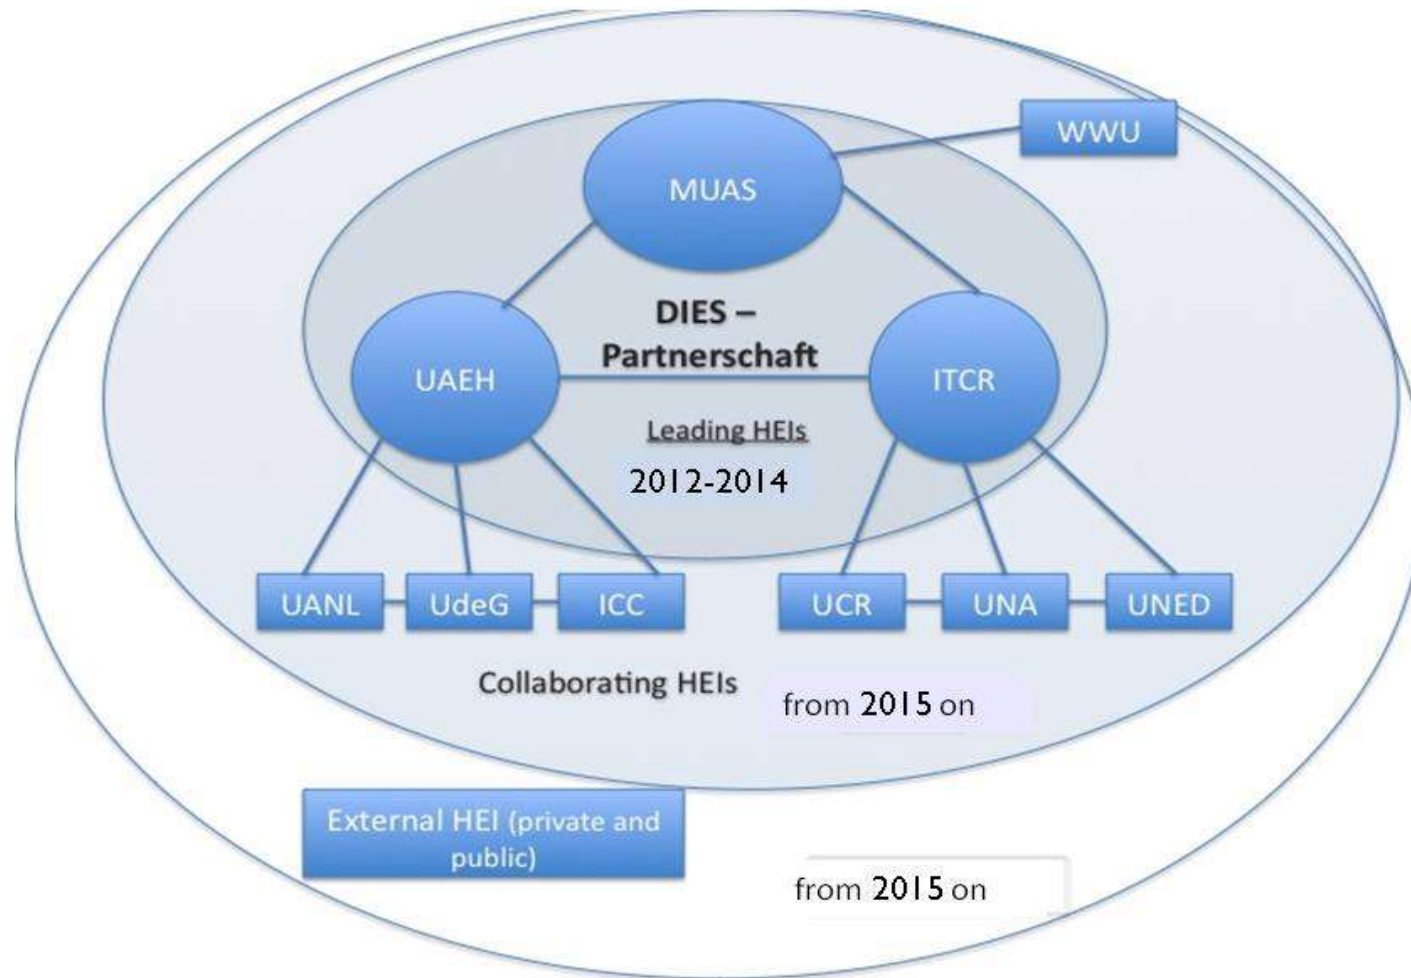 WWU
MUAS
DIES –
Partnerschaft
UAEH
ITCR
Leading HEIs
2012-2014
UANL
UdeG
ICC
UCR
UNA
UNED
Collaborating HEIs
from 2015 on
External HEI (private and
public)
from 2015 on